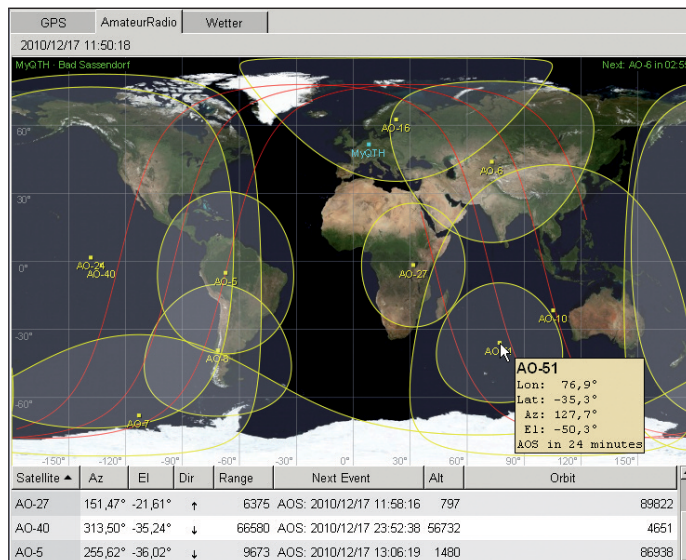 GPS AmateurRadio Wetter
2010/12/17 11:50:18
MyQTH - Bad Sassendorf Next: AO-6 in 02:59
60°
AO-16
MyQTH
AO-6
30°
0°
AO-24
AO-40
AO-5
AO-27
AO-10
-30°
AO-8
AO-51
Lon: 76,9°
Lat: -35,3°
Az: 127,7°
El: -50,3°
AOS in 24 minutes
-60°
AO-7
-150° -120° -90° -60° -30° 0° 30° 60° 90° 120° 150°
Satellite Az El Dir Range Next Event Alt Orbit
AO-27 151,47° -21,61° ↑ 6375 AOS: 2010/12/17 11:58:16 797 89822
AO-40 313,50° -35,24° ↓ 66580 AOS: 2010/12/17 23:52:38 56732 4651
AO-5 255,62° -36,02° ↓ 9673 AOS: 2010/12/17 13:06:19 1480 86938